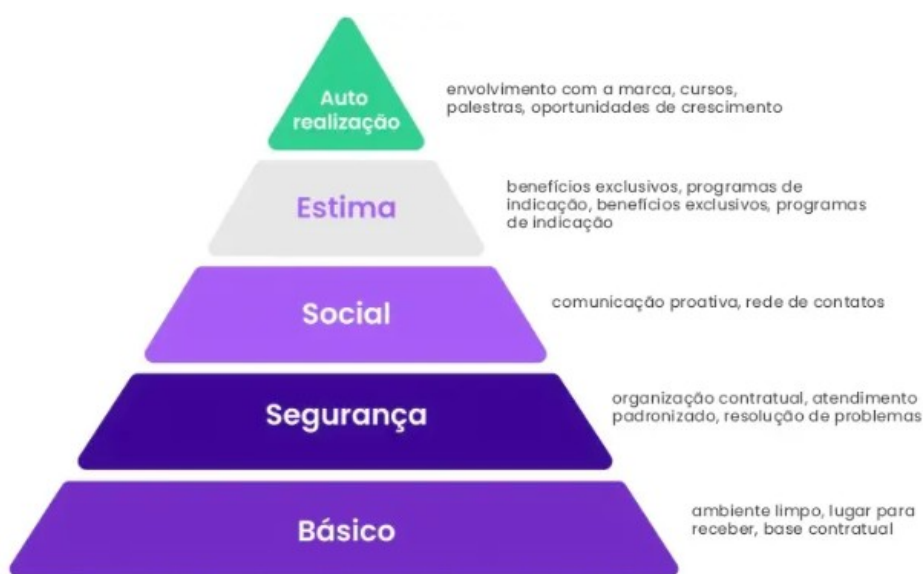 Auto
realização
envolvimento com a marca, cursos,
palestras, oportunidades de crescimento
Estima
benefícios exclusivos, programas de
indicação, benefícios exclusivos, programas
de indicação
Social
comunicação proativa, rede de contatos
Segurança
organização contratual, atendimento
padronizado, resolução de problemas
Básico
ambiente limpo, lugar para
receber, base contratual